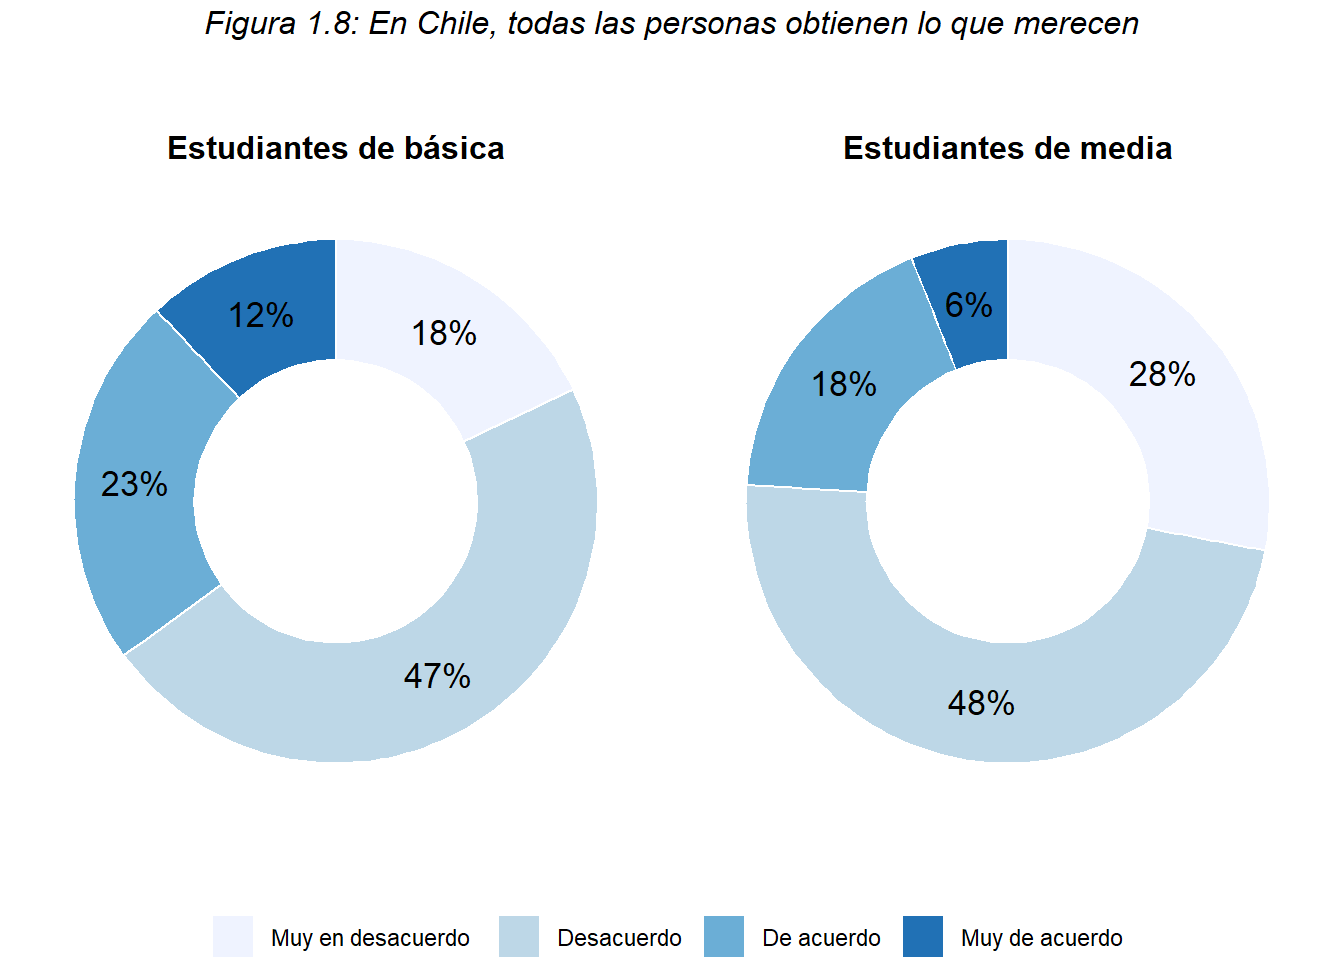 Figura 1.8: En Chile, todas las personas obtienen lo que merecen
Estudiantes de básica
12%
18%
23%
47%
Estudiantes de media
6%
28%
18%
48%
Muy en desacuerdo
Desacuerdo
De acuerdo
Muy de acuerdo